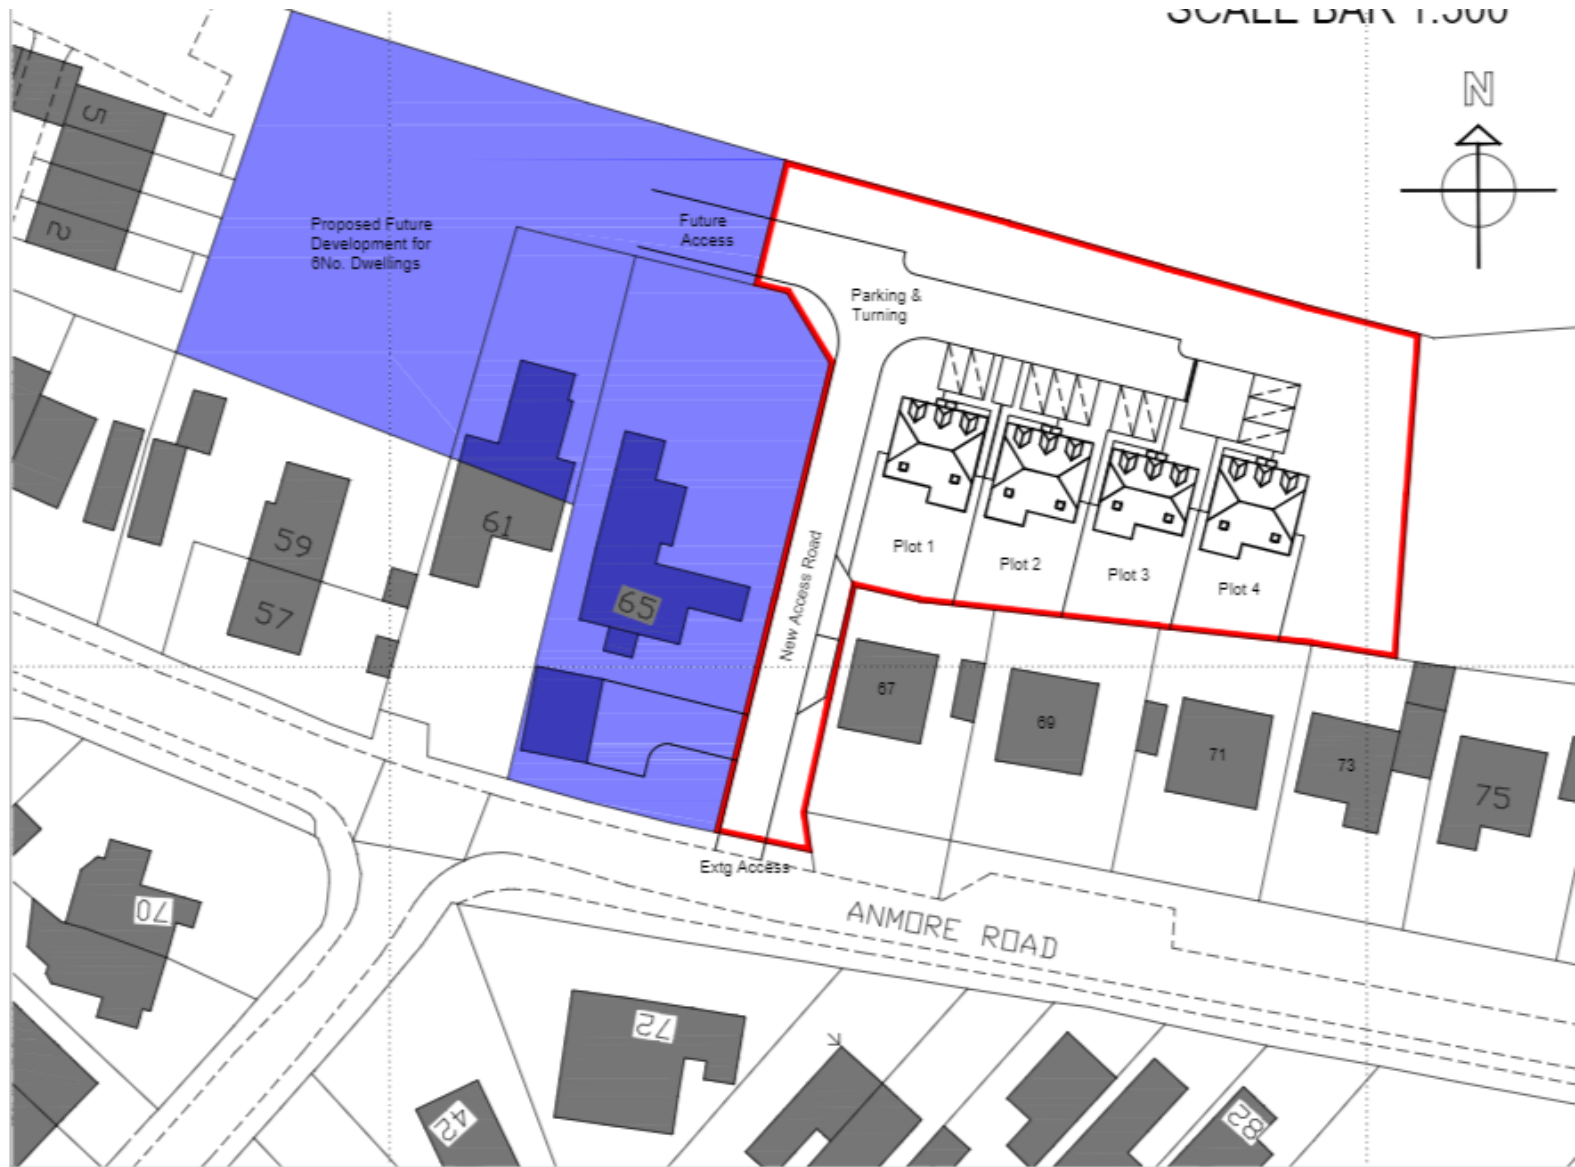 SCALE BAR 1:500
N
5
2
Proposed Future
Development for
6No. Dwellings
Future
Access
Parking &
Turning
59
57
61
65
New Access Road
Plot 1
Plot 2
Plot 3
Plot 4
67
69
71
73
75
Extg Access
ANMORE ROAD
70
72
42
82